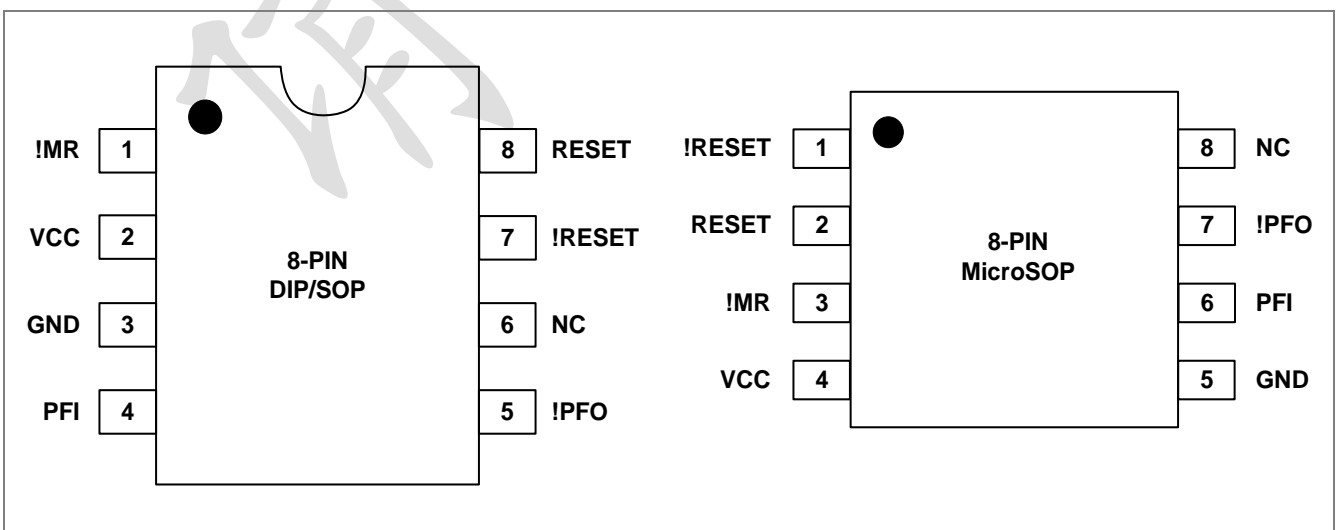 !MR 1
VCC 2
GND 3
PFI 4
8-PIN
DIP/SOP
8 RESET
7 !RESET
6 NC
5 !PFO
!RESET 1
RESET 2
!MR 3
VCC 4
8-PIN
MicroSOP
8 NC
7 !PFO
6 PFI
5 GND